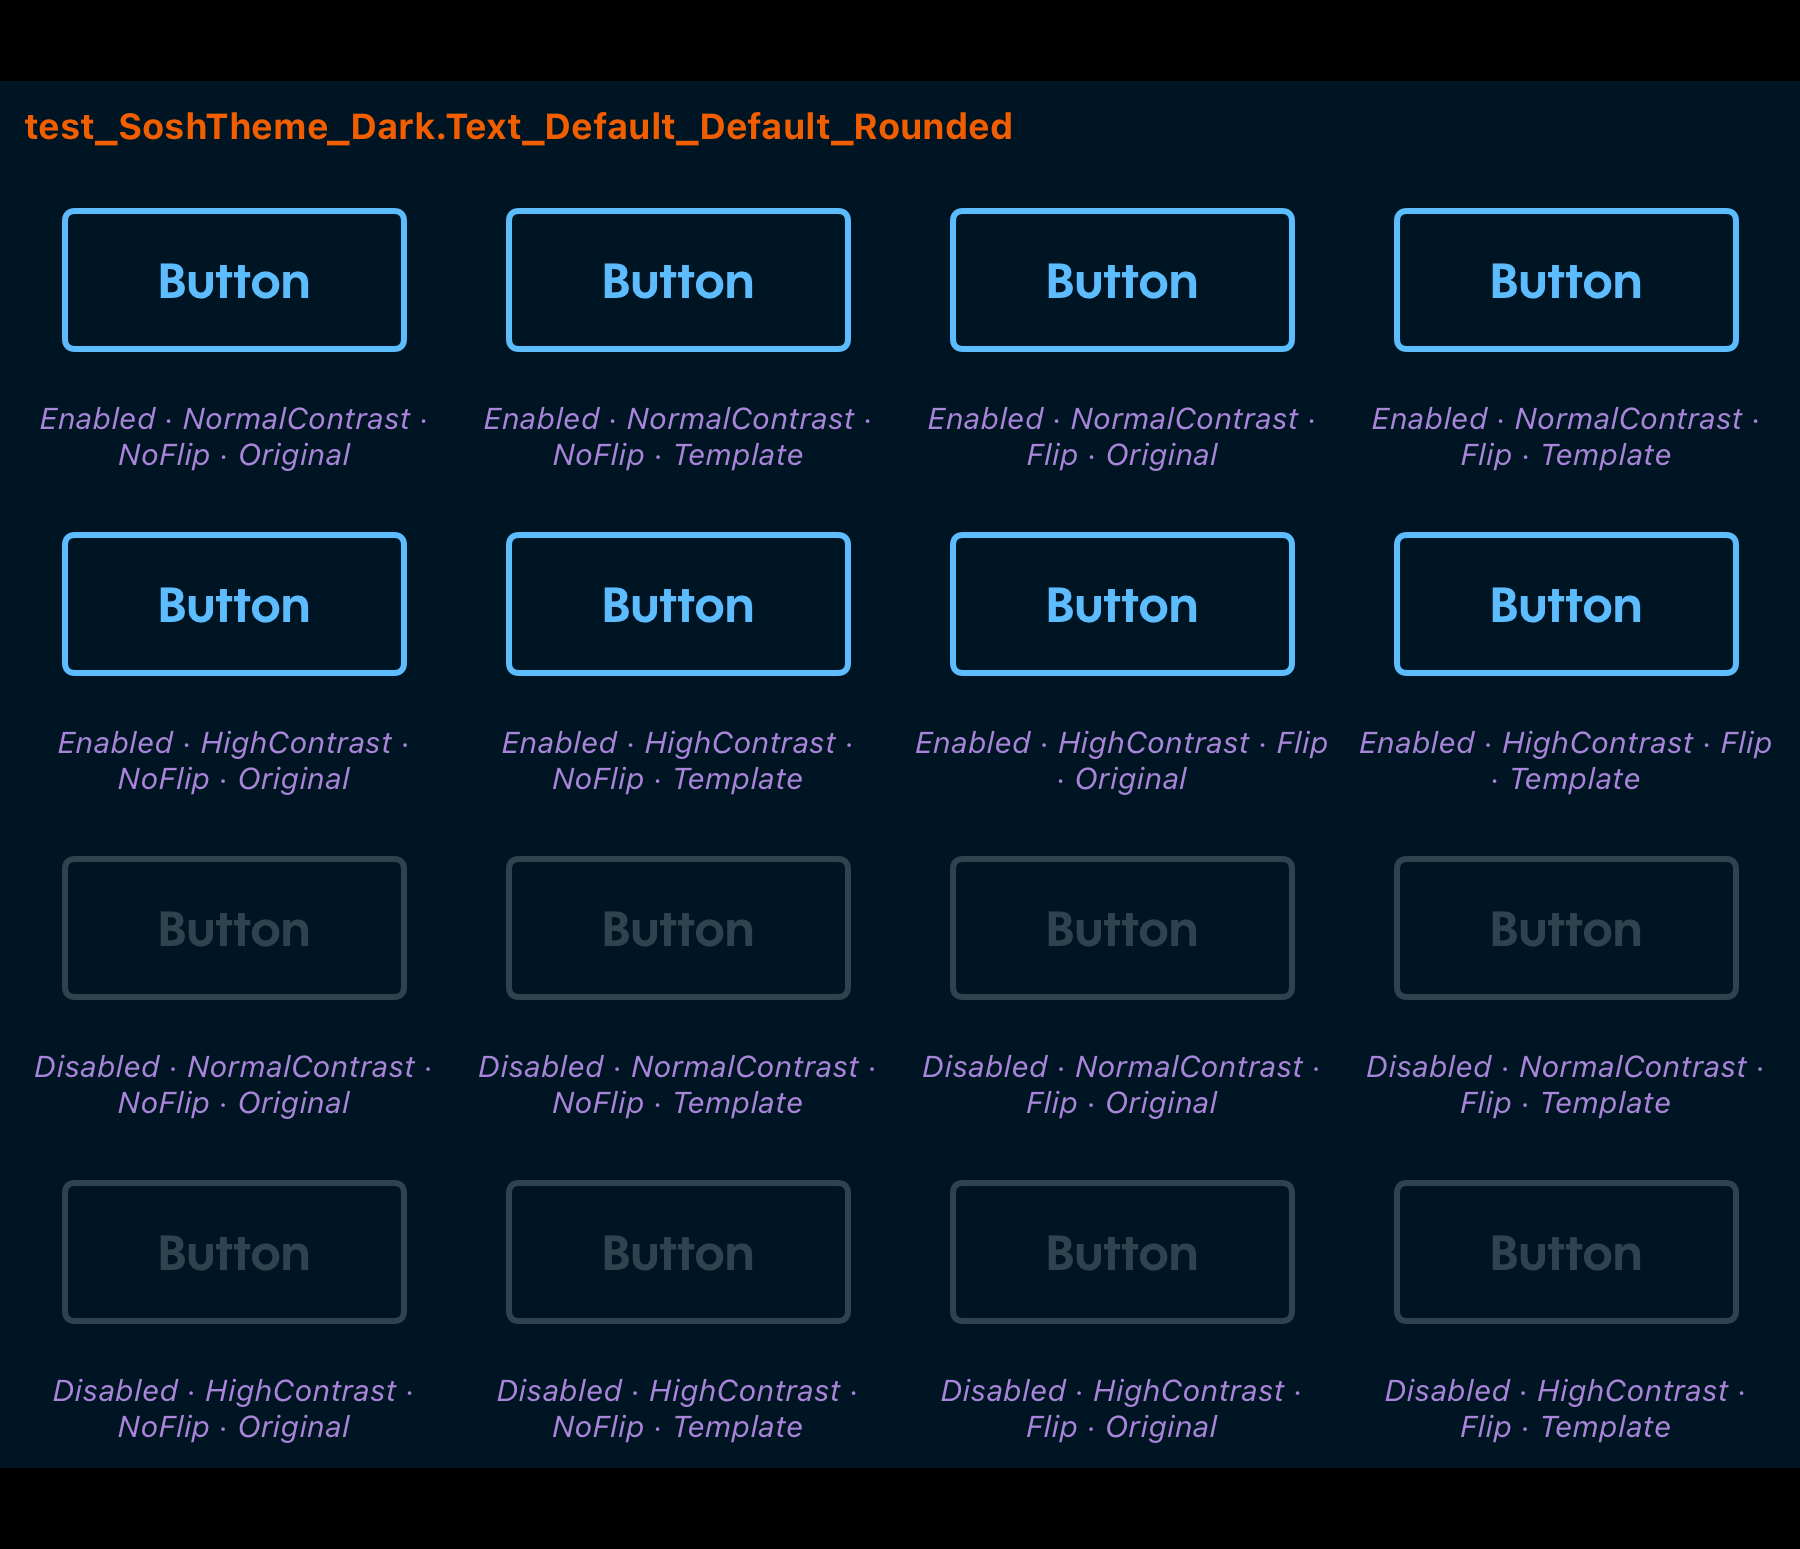 test_SoshTheme_Dark.Text_Default_Default_Rounded
Button
Button
Button
Button
Enabled · NormalContrast ·
NoFlip · Original
Enabled · NormalContrast ·
NoFlip · Template
Enabled · NormalContrast ·
Flip · Original
Enabled · NormalContrast ·
Flip · Template
Button
Button
Button
Button
Enabled · HighContrast ·
NoFlip · Original
Enabled · HighContrast ·
NoFlip · Template
Enabled · HighContrast · Flip
· Original
Enabled · HighContrast · Flip
· Template
Button
Button
Button
Button
Disabled · NormalContrast ·
NoFlip · Original
Disabled · NormalContrast ·
NoFlip · Template
Disabled · NormalContrast ·
Flip · Original
Disabled · NormalContrast ·
Flip · Template
Button
Button
Button
Button
Disabled · HighContrast ·
NoFlip · Original
Disabled · HighContrast ·
NoFlip · Template
Disabled · HighContrast ·
Flip · Original
Disabled · HighContrast ·
Flip · Template